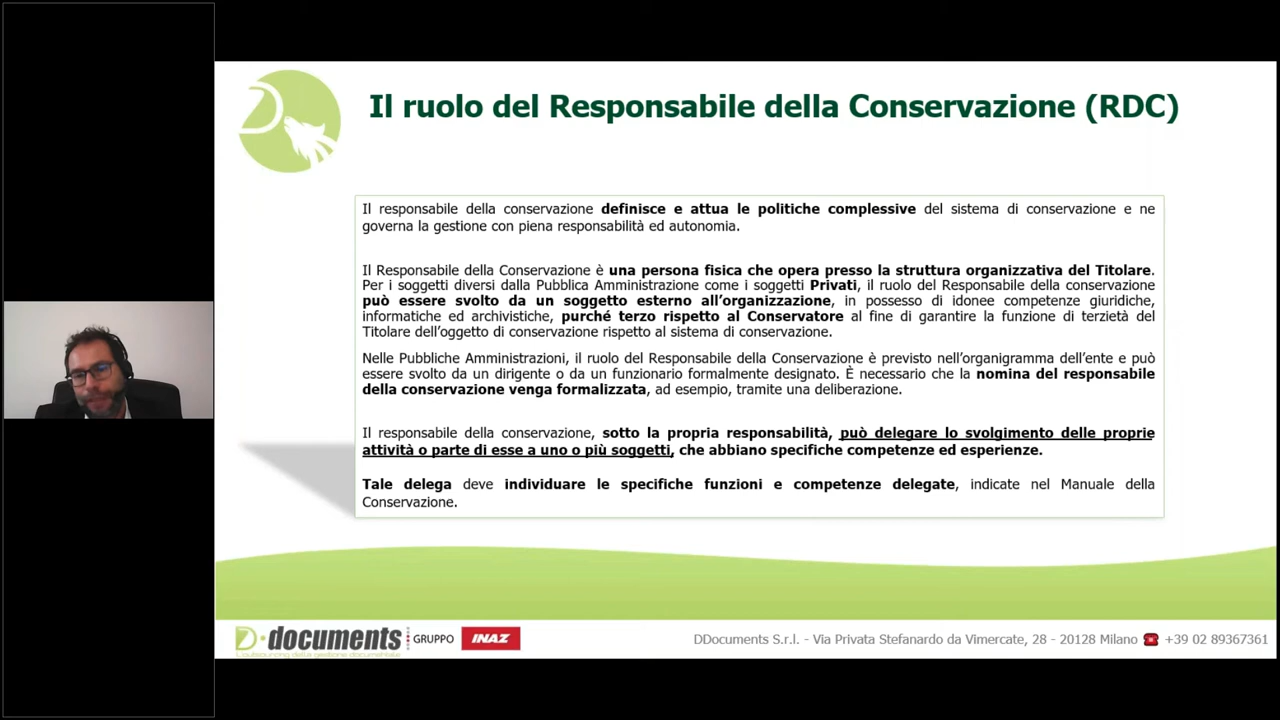 Il ruolo del Responsabile della Conservazione (RDC)
Il responsabile della conservazione definisce e attua le politiche complessive del sistema di conservazione e ne
governa la gestione con piena responsabilità ed autonomia.
Il Responsabile della Conservazione è una persona fisica che opera presso la struttura organizzativa del Titolare.
Per i soggetti diversi dalla Pubblica Amministrazione come i soggetti Privati, il ruolo del Responsabile della conservazione
può essere svolto da un soggetto esterno all’organizzazione, in possesso di idonee competenze giuridiche,
informatiche ed archivistiche, purché terzo rispetto al Conservatore al fine di garantire la funzione di terzietà del
Titolare dell’oggetto di conservazione rispetto al sistema di conservazione.
Nelle Pubbliche Amministrazioni, il ruolo del Responsabile della Conservazione è previsto nell’organigramma dell’ente e può
essere svolto da un dirigente o da un funzionario formalmente designato. È necessario che la nomina del responsabile
della conservazione venga formalizzata, ad esempio, tramite una deliberazione.
Il responsabile della conservazione, sotto la propria responsabilità, può delegare lo svolgimento delle proprie
attività o parte di esse a uno o più soggetti, che abbiano specifiche competenze ed esperienze.
Tale delega deve individuare le specifiche funzioni e competenze delegate, indicate nel Manuale della
Conservazione.
D·documents GRUPPO INAZ
L'outsourcing della gestione documentale
DDocuments S.r.l. - Via Privata Stefanardo da Vimercate, 28 - 20128 Milano ☎ +39 02 89367361